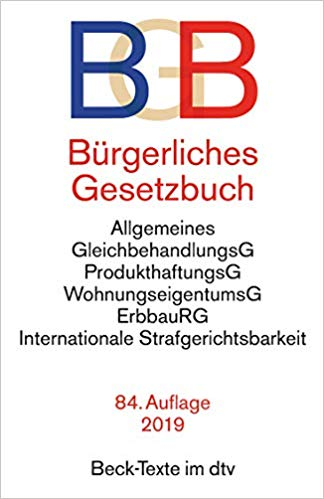 BGB
Bürgerliches
Gesetzbuch
Allgemeines
GleichbehandlungsG
ProdukthaftungsG
WohnungseigentumsG
ErbbauRG
Internationale Strafgerichtsbarkeit
84. Auflage
2019
Beck-Texte im dtv